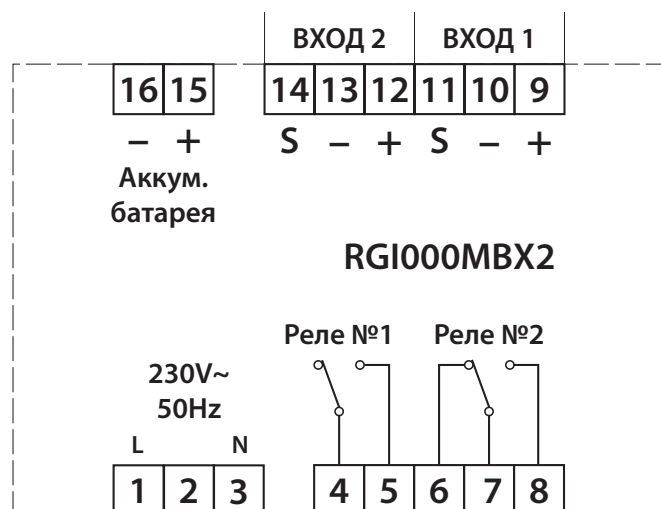 ВХОД 2 ВХОД 1
16 15 14 13 12 11 10 9
– + S – + S – +
Аккум.
батарея
RGI000MBX2
Реле №1 Реле №2
230V~
50Hz
L N
1 2 3 4 5 6 7 8